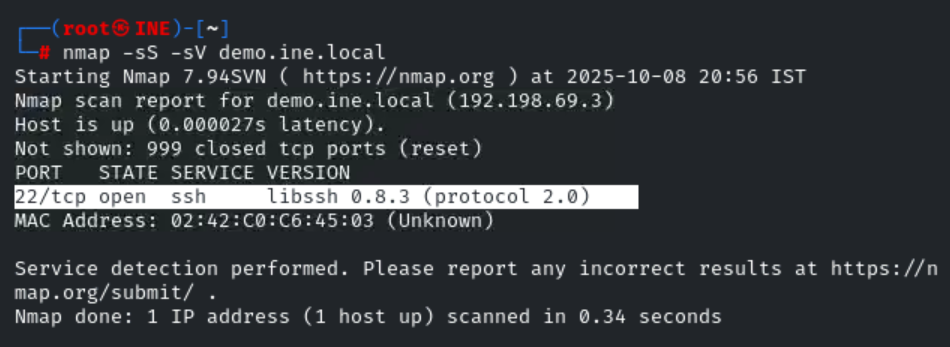 ┌──(root㉿INE)-[~]
└─# nmap -sS -sV demo.ine.local
Starting Nmap 7.94SVN ( https://nmap.org ) at 2025-10-08 20:56 IST
Nmap scan report for demo.ine.local (192.198.69.3)
Host is up (0.000027s latency).
Not shown: 999 closed tcp ports (reset)
PORT   STATE SERVICE VERSION
22/tcp open  ssh     libssh 0.8.3 (protocol 2.0)
MAC Address: 02:42:C0:C6:45:03 (Unknown)
Service detection performed. Please report any incorrect results at https://n
map.org/submit/ .
Nmap done: 1 IP address (1 host up) scanned in 0.34 seconds